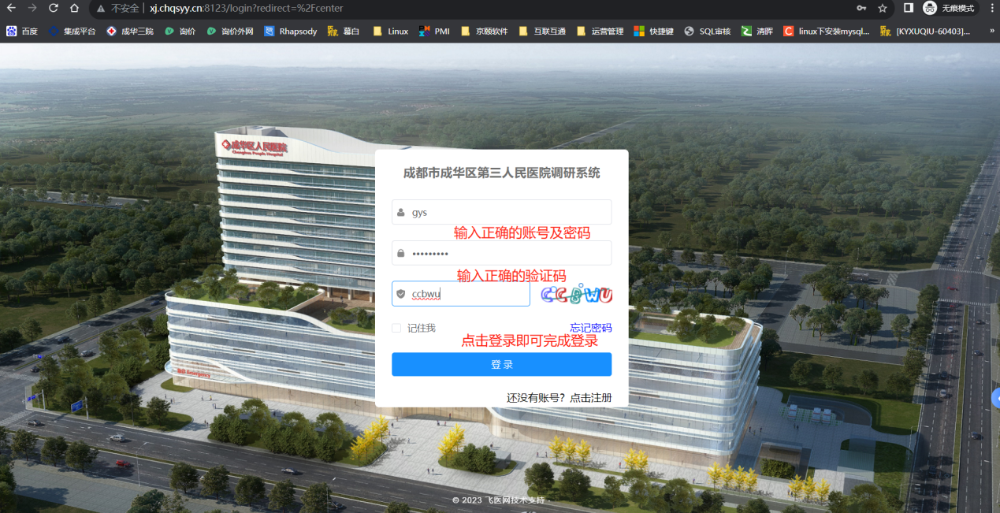 不安全 | xj.chqsyy.cn:8123/login?redirect=%2Fcenter
无痕模式
百度 集成平台 成华三院 询价 询价外网 Rhapsody 慕白 Linux PMI 京颐软件 互联互通 运营管理 快捷键 SQL审核 清晖 linux下安装mysql... [KYXUQIU-60403]... »
成华区人民医院
Chenghua People Hospital
成都市成华区第三人民医院调研系统
gys
输入正确的账号及密码
•••••••••
输入正确的验证码
ccbwu
CCBWU
记住我 忘记密码
点击登录即可完成登录
登 录
还没有账号？点击注册
Emergency
© 2023 飞医网技术支持 ·